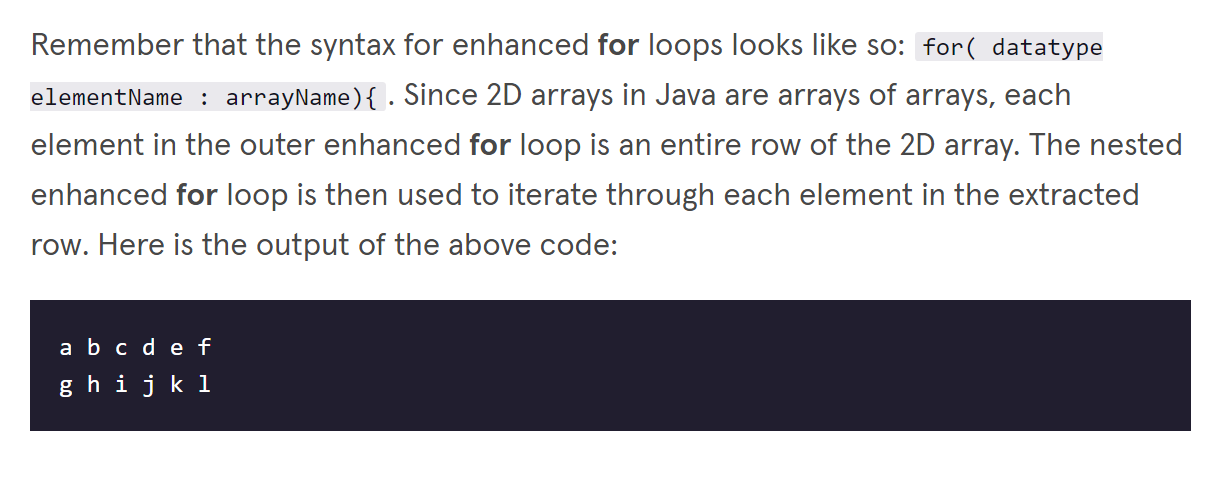 Remember that the syntax for enhanced for loops looks like so: for( datatype
elementName : arrayName){ . Since 2D arrays in Java are arrays of arrays, each
element in the outer enhanced for loop is an entire row of the 2D array. The nested
enhanced for loop is then used to iterate through each element in the extracted
row. Here is the output of the above code:
a b c d e f
g h i j k l